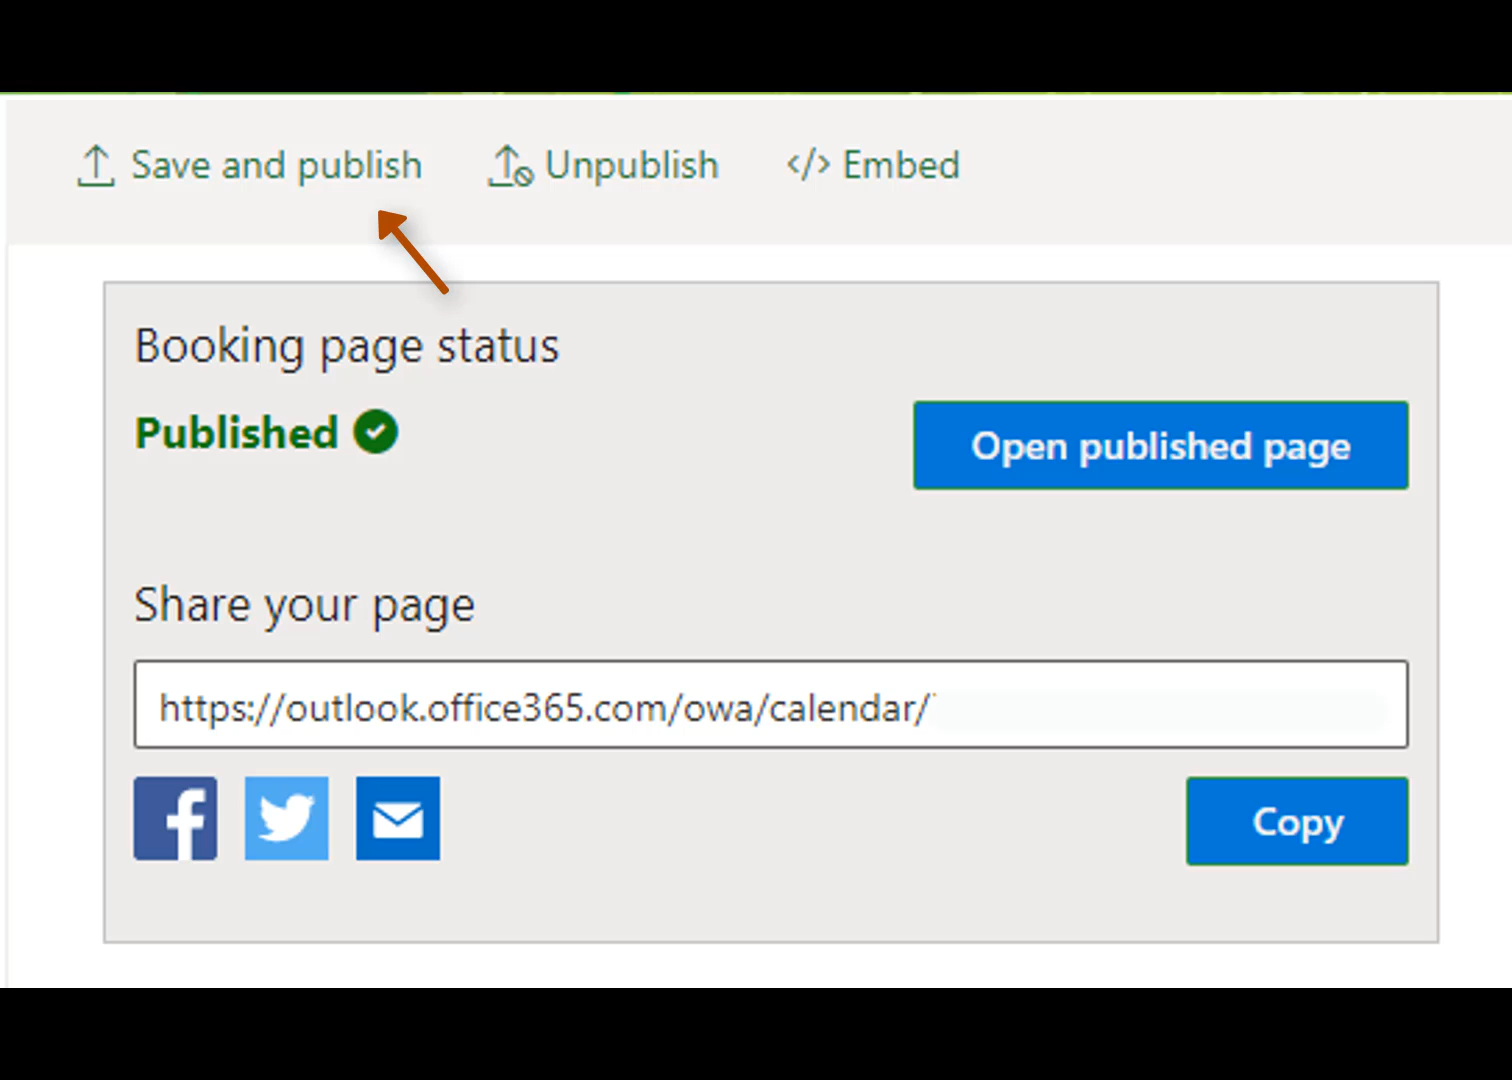 Save and publish Unpublish </> Embed
Booking page status
Published
Open published page
Share your page
https://outlook.office365.com/owa/calendar/
Copy